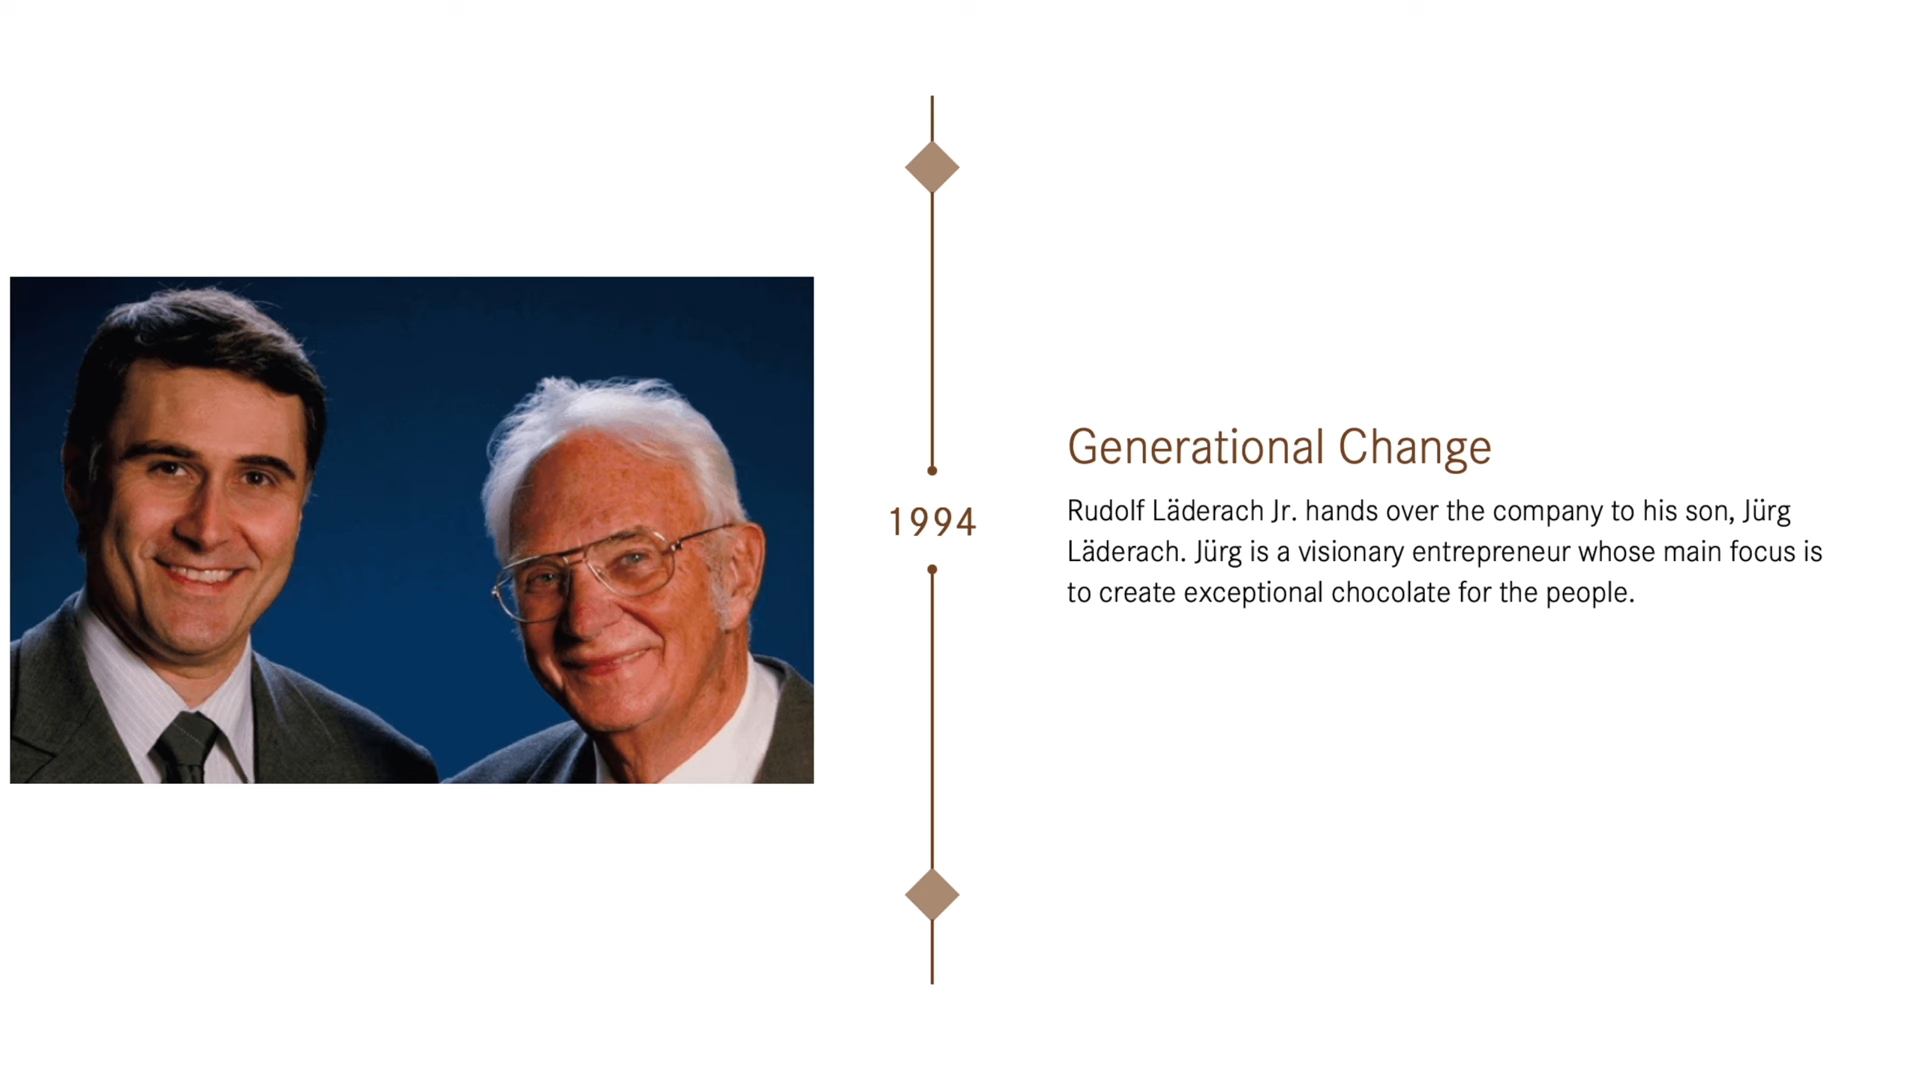 1994
Generational Change
Rudolf Läderach Jr. hands over the company to his son, Jürg
Läderach. Jürg is a visionary entrepreneur whose main focus is
to create exceptional chocolate for the people.